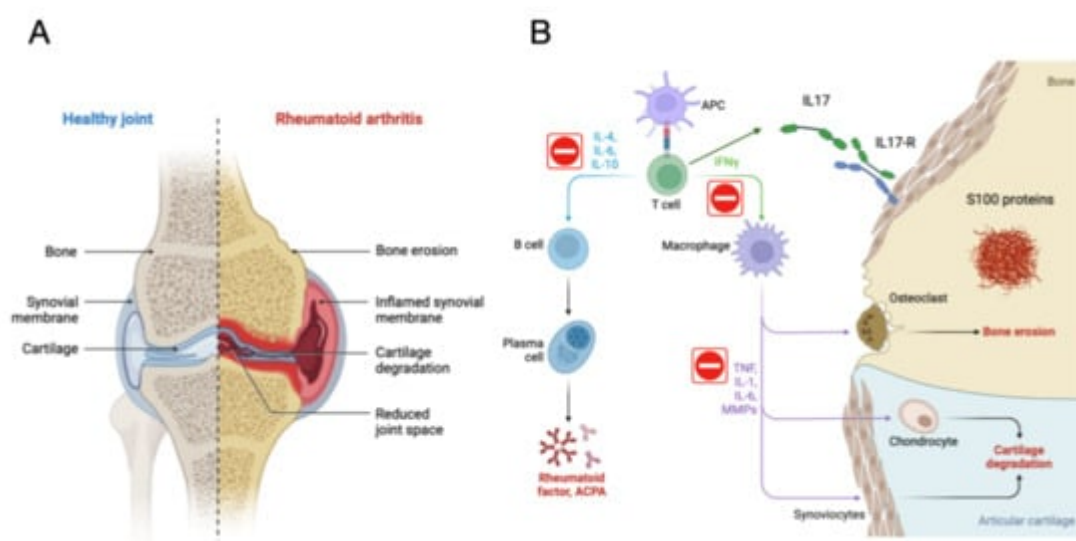 A
Healthy joint
Rheumatoid arthritis
Bone
Synovial
membrane
Cartilage
Bone erosion
Inflamed synovial
membrane
Cartilage
degradation
Reduced
joint space
B
APC
IL-4,
IL-6,
IL-10
T cell
IFNγ
IL17
IL17-R
Bone
S100 proteins
B cell
Macrophage
Plasma
cell
Rheumatoid
factor, ACPA
TNF,
IL-1,
IL-6,
MMPs
Osteoclast
Bone erosion
Chondrocyte
Cartilage
degradation
Synoviocytes
Articular cartilage